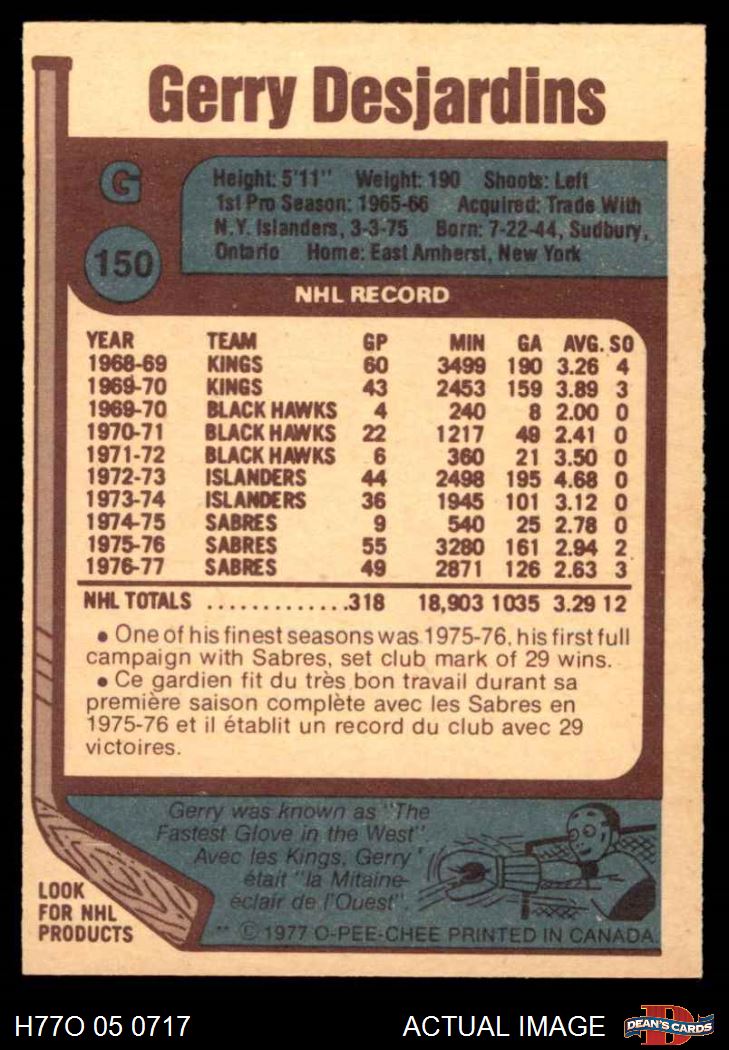 Gerry Desjardins
G
150
Height: 5'11" Weight: 190 Shoots: Left
1st Pro Season: 1965-66 Acquired: Trade With
N.Y. Islanders, 3-3-75 Born: 7-22-44, Sudbury,
Ontario Home: East Amherst, New York
NHL RECORD
YEAR TEAM GP MIN GA AVG. SO
1968-69 KINGS 60 3499 190 3.26 4
1969-70 KINGS 43 2453 159 3.89 3
1969-70 BLACK HAWKS 4 240 8 2.00 0
1970-71 BLACK HAWKS 22 1217 49 2.41 0
1971-72 BLACK HAWKS 6 360 21 3.50 0
1972-73 ISLANDERS 44 2498 195 4.68 0
1973-74 ISLANDERS 36 1945 101 3.12 0
1974-75 SABRES 9 540 25 2.78 0
1975-76 SABRES 55 3280 161 2.94 2
1976-77 SABRES 49 2871 126 2.63 3
NHL TOTALS .............318 18,903 1035 3.29 12
• One of his finest seasons was 1975-76, his first full
campaign with Sabres, set club mark of 29 wins.
• Ce gardien fit du très bon travail durant sa
première saison complète avec les Sabres en
1975-76 et il établit un record du club avec 29
victoires.
Gerry was known as "The
Fastest Glove in the West"
Avec les Kings, Gerry
était "la Mitaine-
éclair de l'Ouest".
LOOK
FOR NHL
PRODUCTS
** © 1977 O-PEE-CHEE PRINTED IN CANADA
H77O 05 0717
ACTUAL IMAGE
D
DEAN'S CARDS